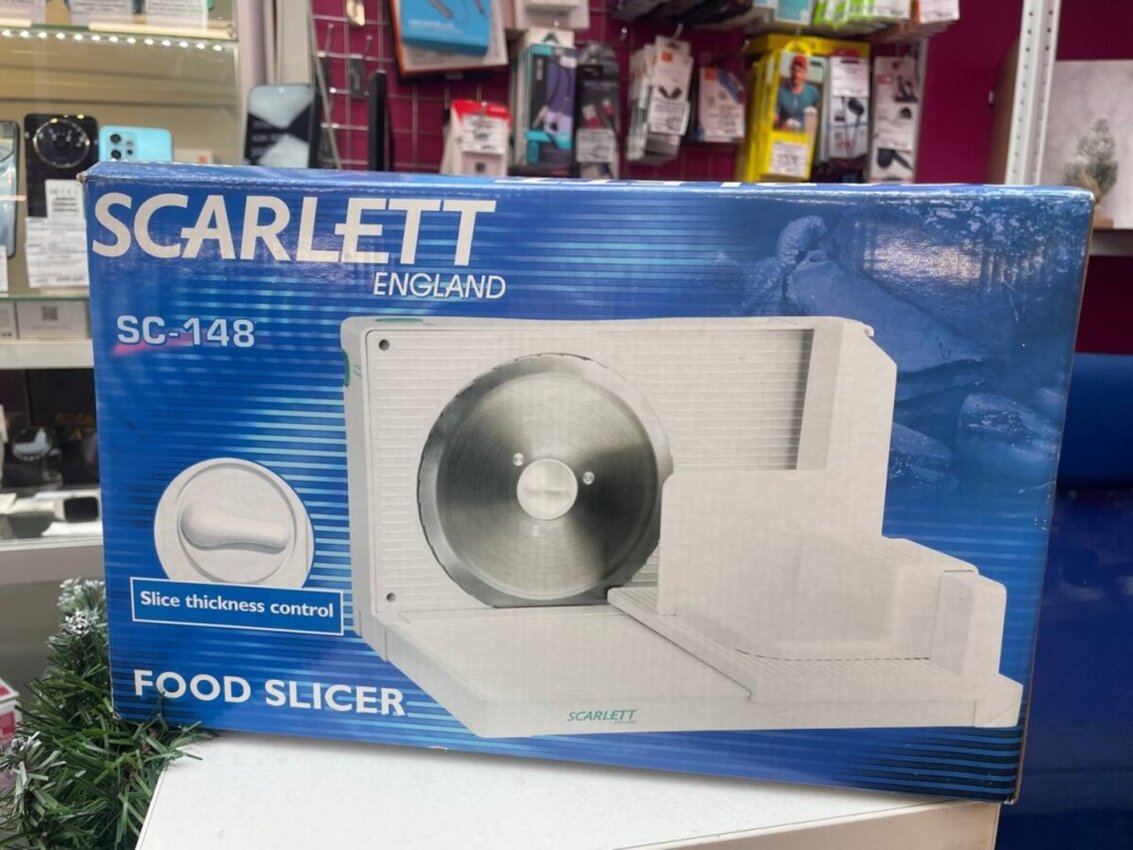 SCARLETT
ENGLAND
SC-148
Slice thickness control
FOOD SLICER
SCARLETT